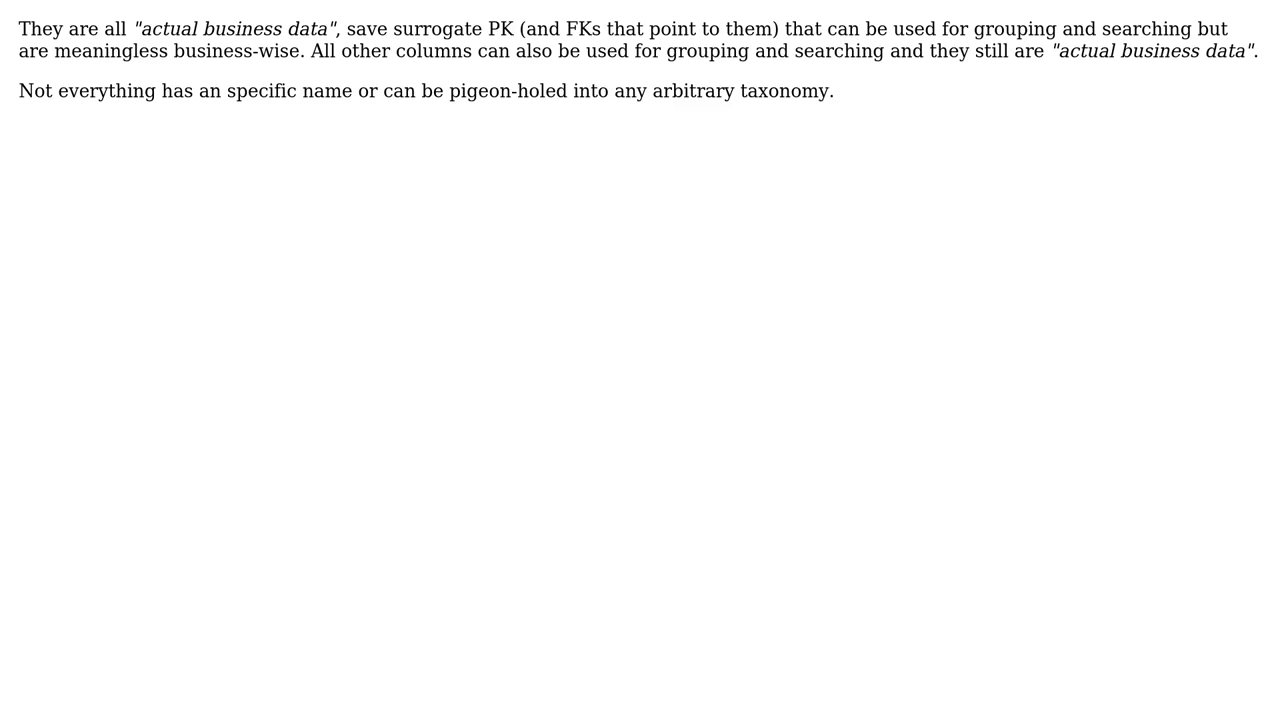 They are all "actual business data", save surrogate PK (and FKs that point to them) that can be used for grouping and searching but
are meaningless business-wise. All other columns can also be used for grouping and searching and they still are "actual business data".
Not everything has an specific name or can be pigeon-holed into any arbitrary taxonomy.